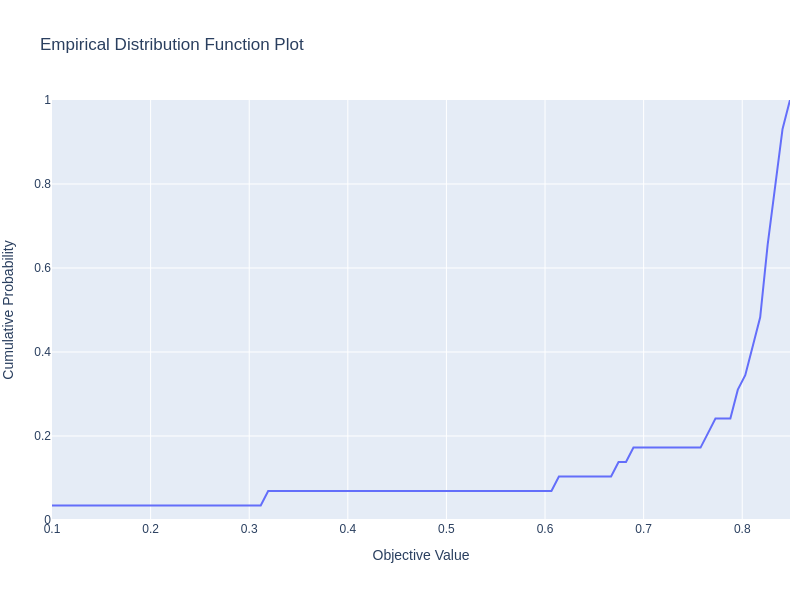 Empirical Distribution Function Plot
1
0.8
0.6
0.4
0.2
0
Cumulative Probability
0.1 0.2 0.3 0.4 0.5 0.6 0.7 0.8
Objective Value